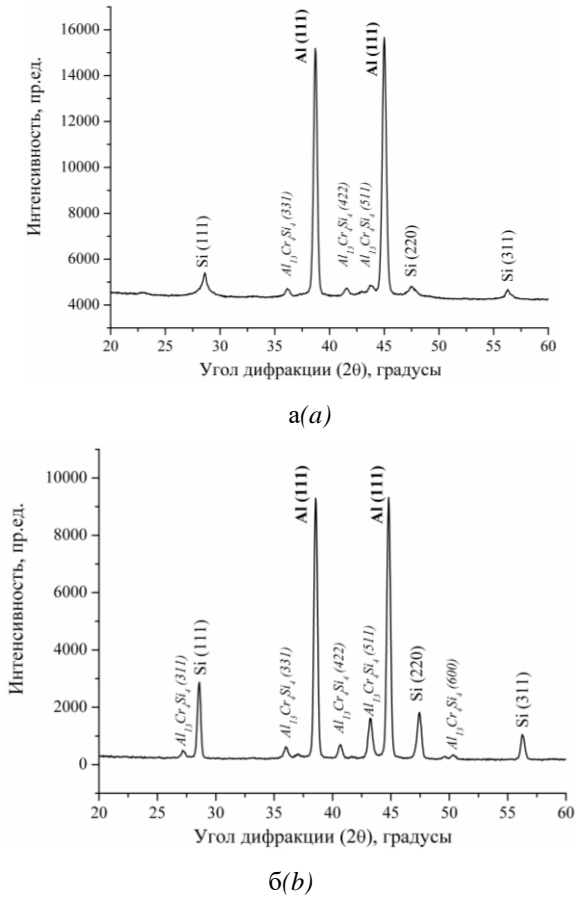 16000
14000
12000
10000
8000
6000
4000
Интенсивность, пр.ед.
Si (111)
Al₁₃Cr₄Si₄ (331)
Al (111)
Al₁₃Cr₄Si₄ (422)
Al₁₃Cr₄Si₄ (511)
Al (111)
Si (220)
Si (311)
20 25 30 35 40 45 50 55 60
Угол дифракции (2θ), градусы
а(a)
10000
8000
6000
4000
2000
0
Интенсивность, пр.ед.
Al₁₃Cr₄Si₄ (311)
Si (111)
Al₁₃Cr₄Si₄ (331)
Al (111)
Al₁₃Cr₄Si₄ (422)
Al₁₃Cr₄Si₄ (511)
Al (111)
Si (220)
Al₁₃Cr₄Si₄ (600)
Si (311)
20 25 30 35 40 45 50 55 60
Угол дифракции (2θ), градусы
б(b)